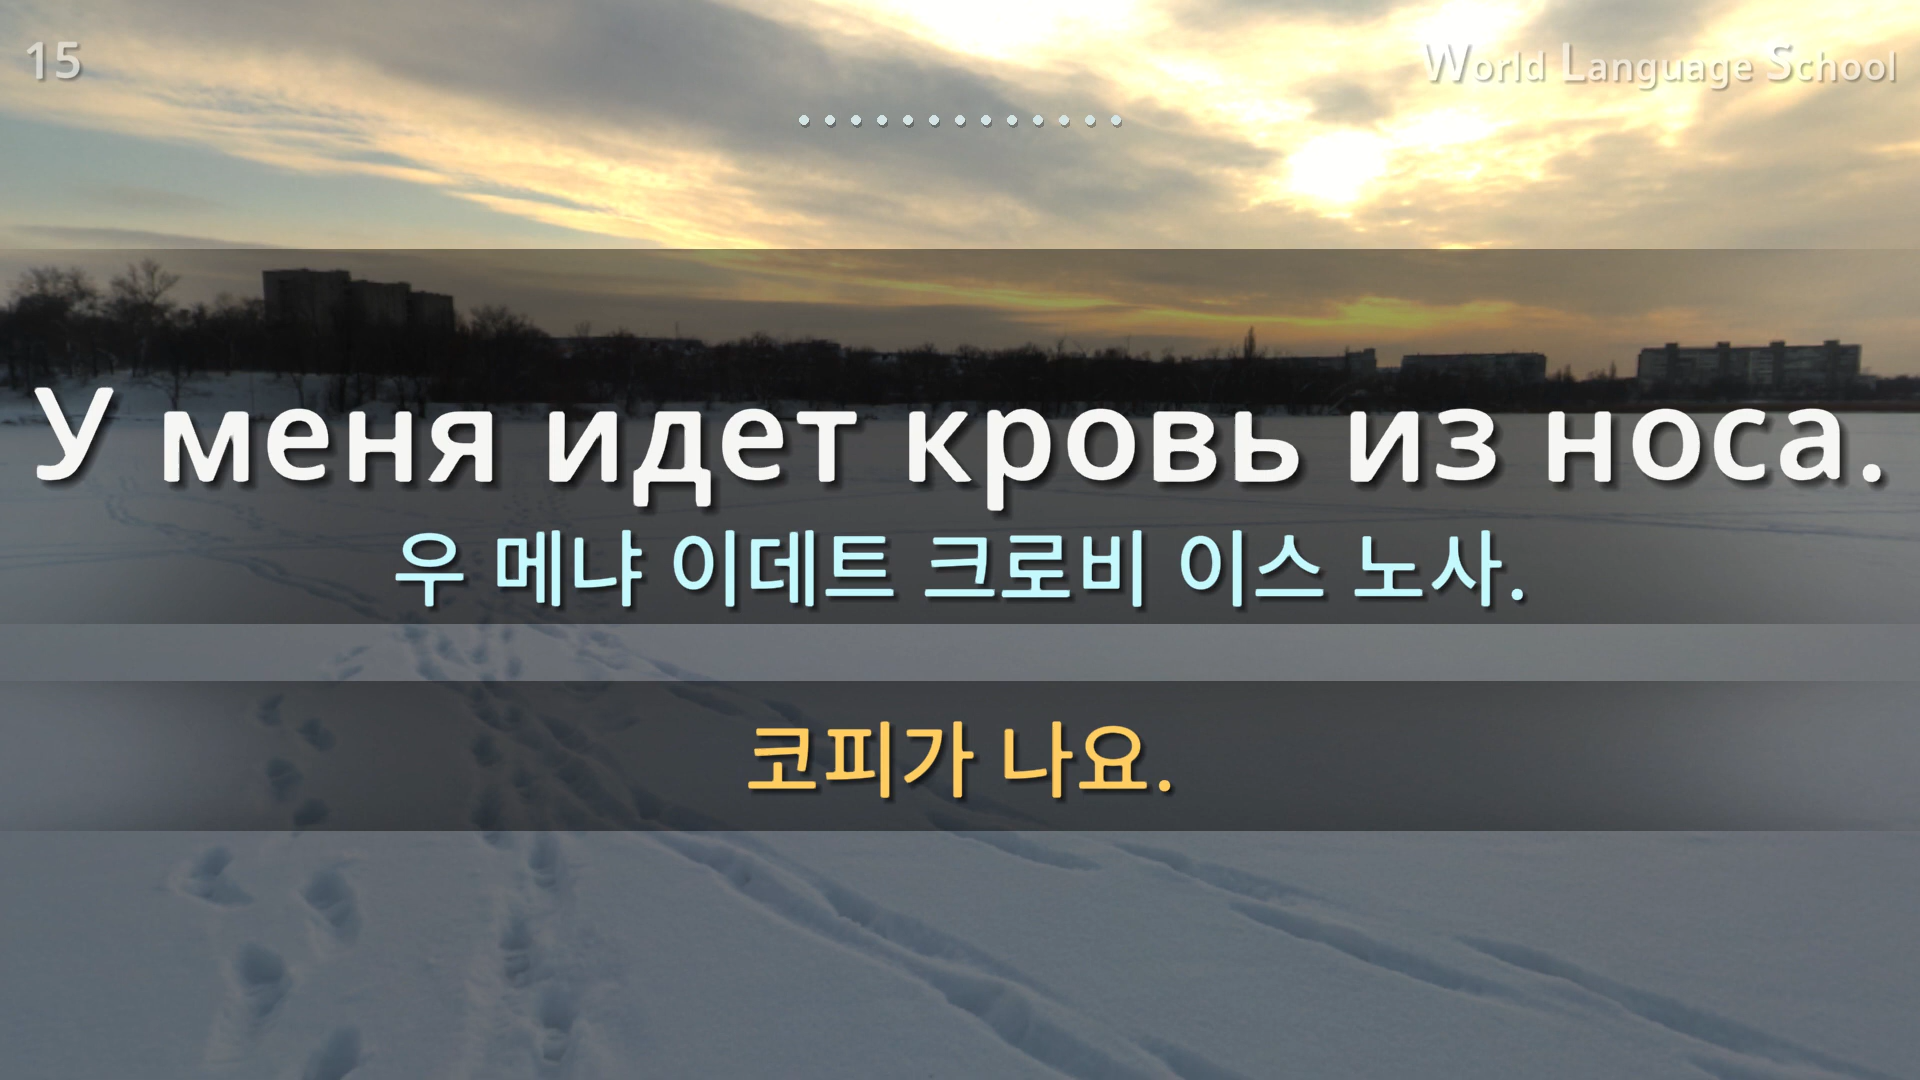 15
World Language School
У меня идет кровь из носа.
우 메냐 이데트 크로비 이스 노사.
코피가 나요.